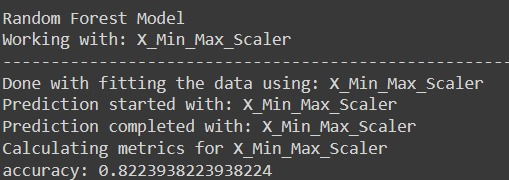 Random Forest Model
Working with: X_Min_Max_Scaler
--------------------------------------------------
Done with fitting the data using: X_Min_Max_Scaler
Prediction started with: X_Min_Max_Scaler
Prediction completed with: X_Min_Max_Scaler
Calculating metrics for X_Min_Max_Scaler
accuracy: 0.8223938223938224